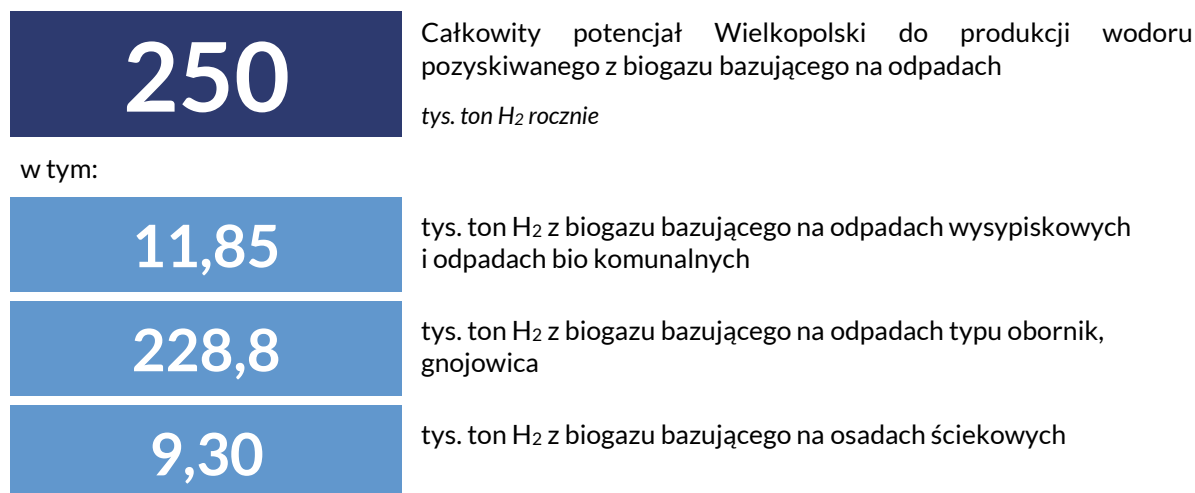 250
Całkowity potencjał Wielkopolski do produkcji wodoru
pozyskiwanego z biogazu bazującego na odpadach
tys. ton H₂ rocznie
w tym:
11,85
tys. ton H₂ z biogazu bazującego na odpadach wysypiskowych
i odpadach bio komunalnych
228,8
tys. ton H₂ z biogazu bazującego na odpadach typu obornik,
gnojowica
9,30
tys. ton H₂ z biogazu bazującego na osadach ściekowych